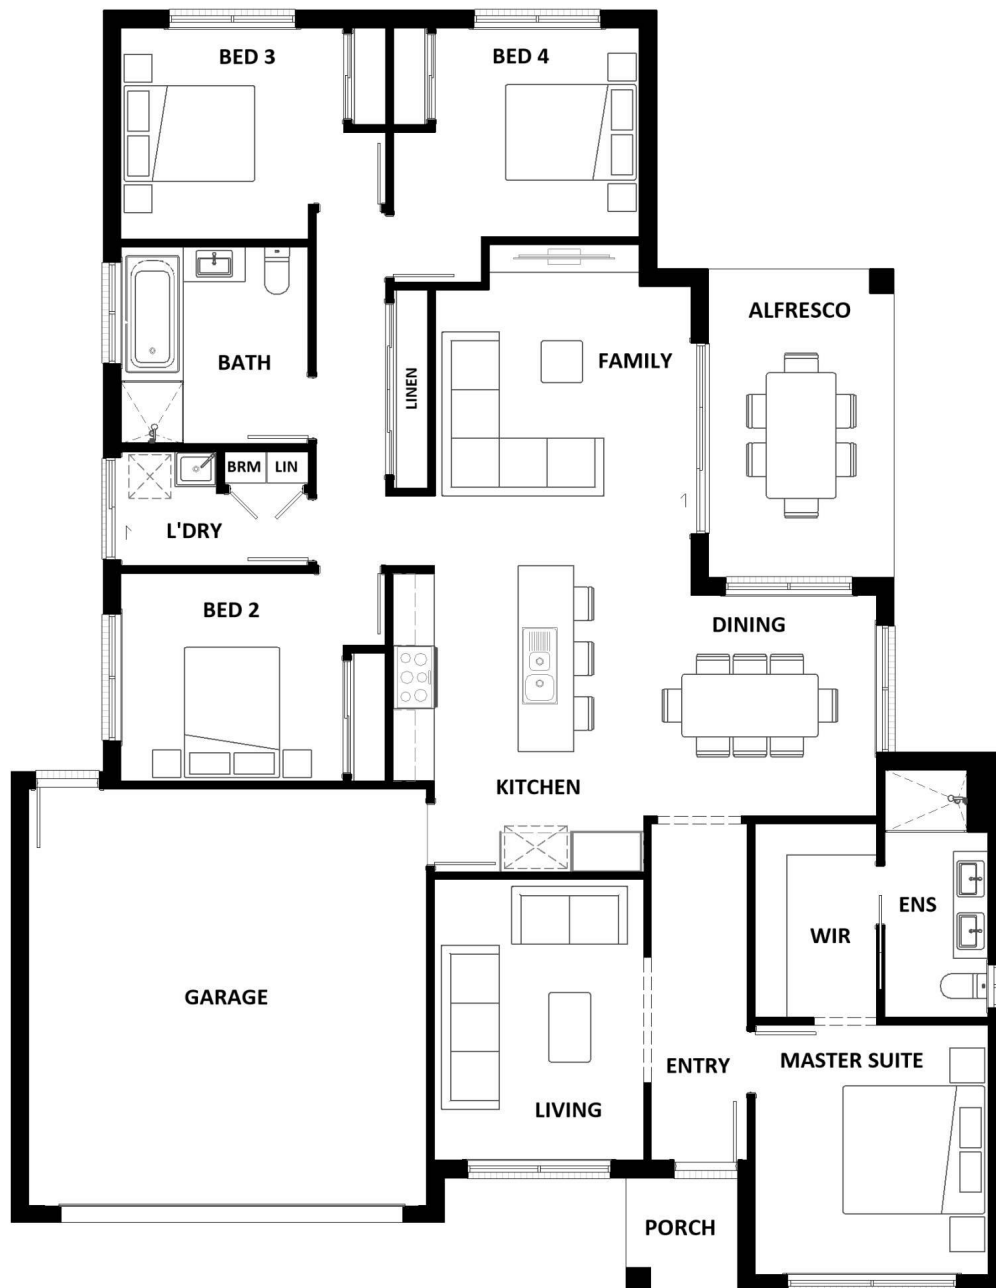 BED 3
BED 4
ALFRESCO
FAMILY
BATH
LINEN
BRM
LIN
L'DRY
BED 2
DINING
KITCHEN
ENS
WIR
GARAGE
MASTER SUITE
ENTRY
LIVING
PORCH